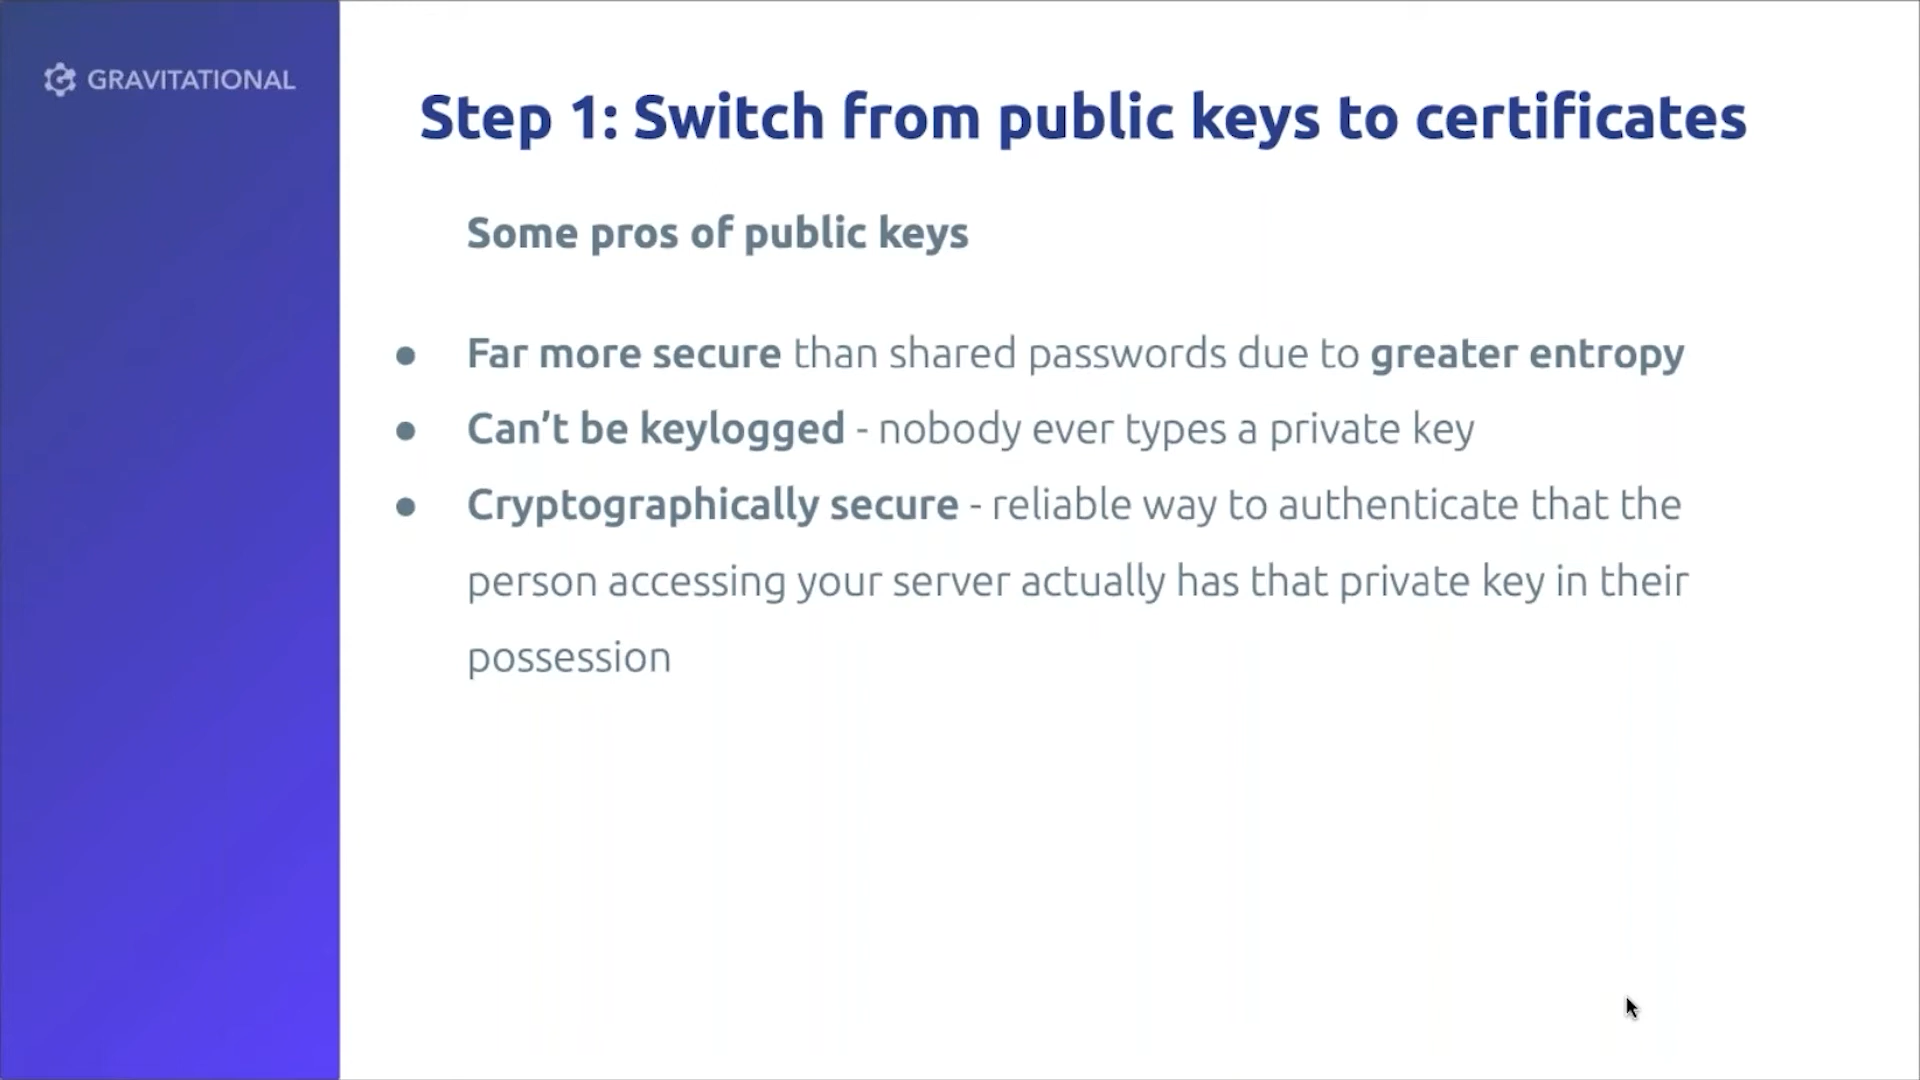 GRAVITATIONAL
Step 1: Switch from public keys to certificates
Some pros of public keys
● Far more secure than shared passwords due to greater entropy
● Can’t be keylogged - nobody ever types a private key
● Cryptographically secure - reliable way to authenticate that the
person accessing your server actually has that private key in their
possession